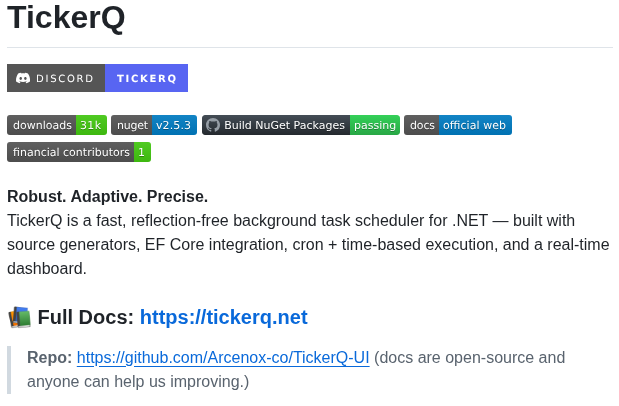 TickerQ
DISCORD TICKERQ
downloads 31k nuget v2.5.3 Build NuGet Packages passing docs official web
financial contributors 1
Robust. Adaptive. Precise.
TickerQ is a fast, reflection-free background task scheduler for .NET — built with
source generators, EF Core integration, cron + time-based execution, and a real-time
dashboard.
Full Docs: https://tickerq.net
Repo: https://github.com/Arcenox-co/TickerQ-UI (docs are open-source and
anyone can help us improving.)